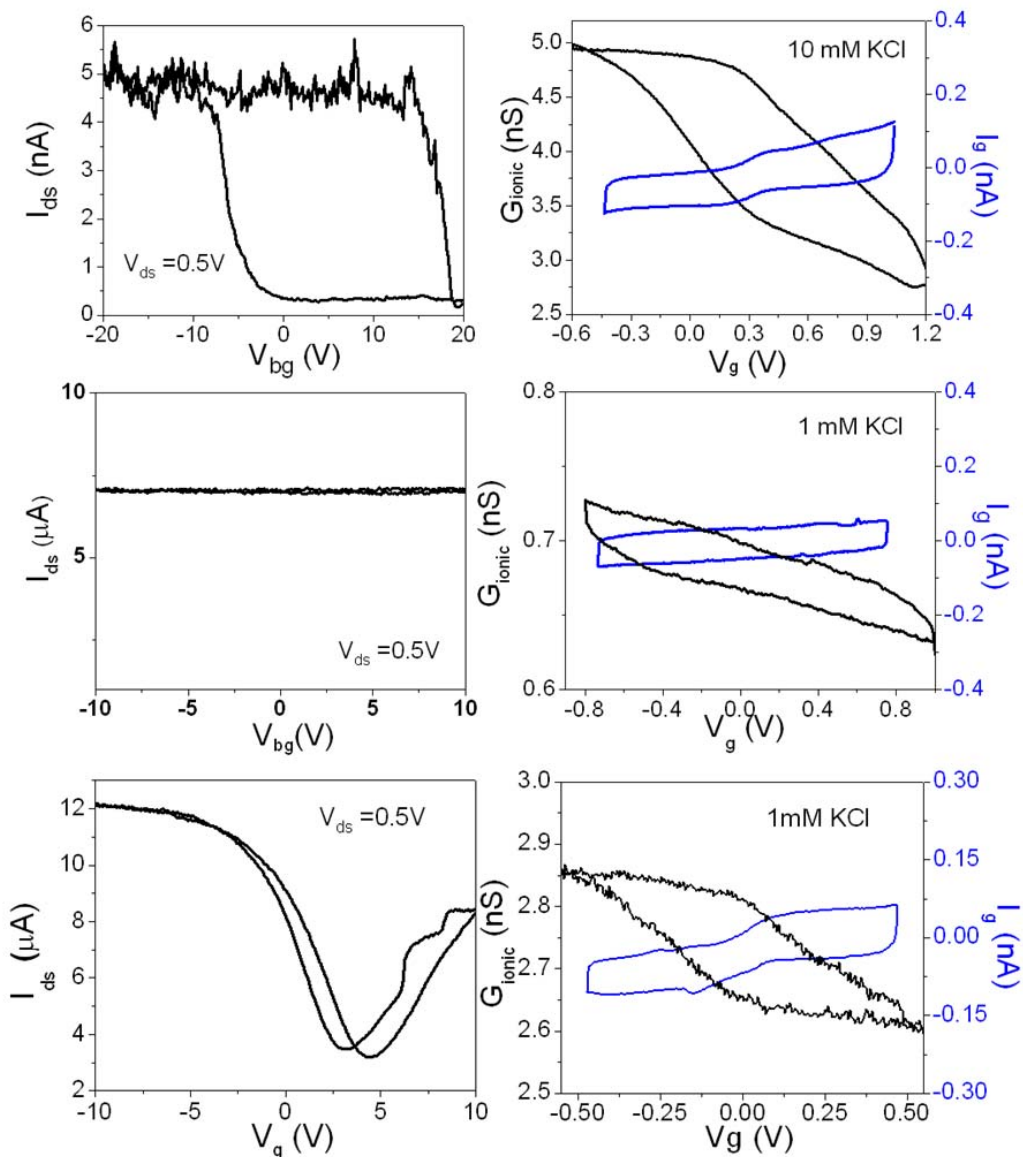 6
5
4
3
2
1
0
I_ds (nA)
V_ds =0.5V
-20 -10 0 10 20
V_bg (V)
5.0
4.5
4.0
3.5
3.0
2.5
G_ionic (nS)
10 mM KCl
0.4
0.2
0.0
-0.2
-0.4
I_g (nA)
-0.6 -0.3 0.0 0.3 0.6 0.9 1.2
V_g (V)
10
5
I_ds (μA)
V_ds =0.5V
-10 -5 0 5 10
V_bg(V)
0.8
0.7
0.6
G_ionic (nS)
1 mM KCl
0.4
0.2
0.0
-0.2
-0.4
I_g (nA)
-0.8 -0.4 0.0 0.4 0.8
V_g (V)
12
10
8
6
4
2
I_ds (μA)
V_ds =0.5V
-10 -5 0 5 10
V_g (V)
3.0
2.9
2.8
2.7
2.6
2.5
G_ionic (nS)
1mM KCl
0.30
0.15
0.00
-0.15
-0.30
I_g (nA)
-0.50 -0.25 0.00 0.25 0.50
Vg (V)